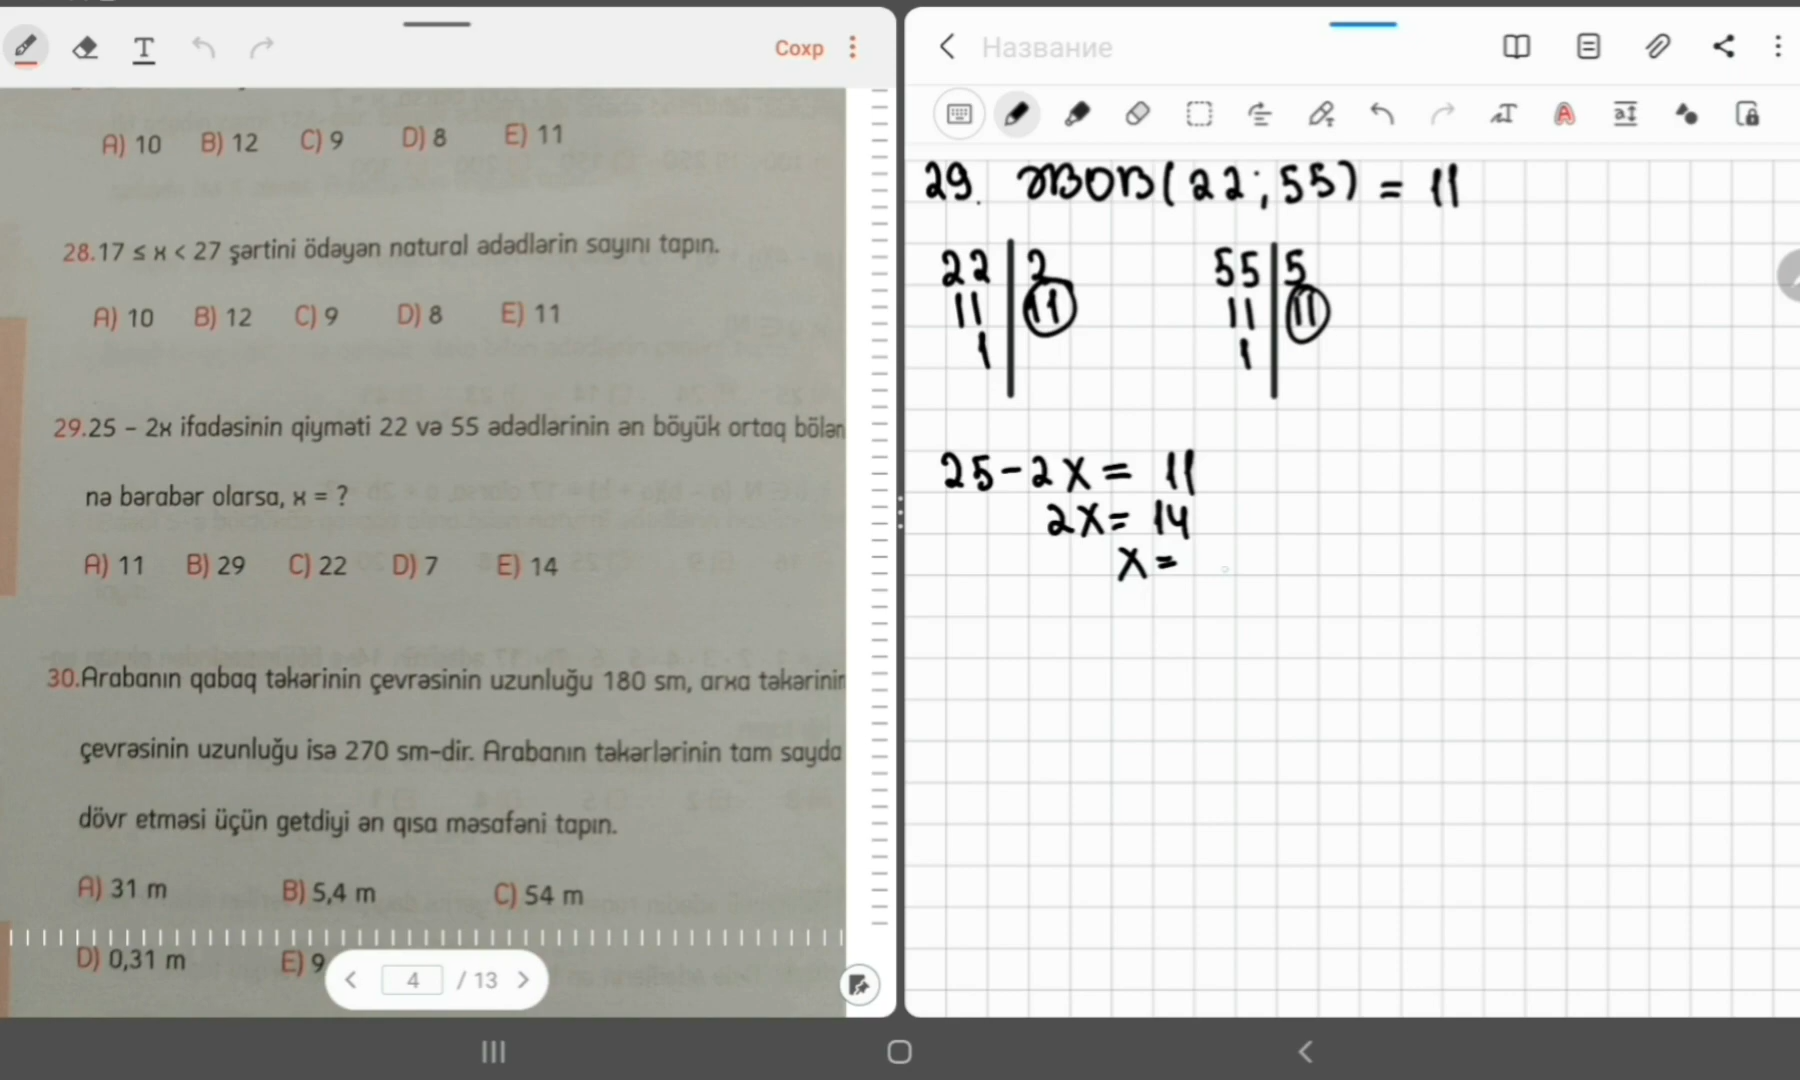 Сохр
A) 10 B) 12 C) 9 D) 8 E) 11
28.17 ≤ x < 27 şərtini ödəyən natural ədədlərin sayını tapın.
A) 10 B) 12 C) 9 D) 8 E) 11
29.25 - 2x ifadəsinin qiyməti 22 və 55 ədədlərinin ən böyük ortaq bölən
nə bərabər olarsa, x = ?
A) 11 B) 29 C) 22 D) 7 E) 14
30.Arabanın qabaq təkərinin çevrəsinin uzunluğu 180 sm, arxa təkərinin
çevrəsinin uzunluğu isə 270 sm-dir. Arabanın təkərlərinin tam sayda
dövr etməsi üçün getdiyi ən qısa məsafəni tapın.
A) 31 m B) 5,4 m C) 54 m
D) 0,31 m E) 9
4 / 13
Название
29. ƏBOB(22;55) = 11
22 2 55 5
11 11 11 11
1 1
25-2x = 11
2x = 14
x =